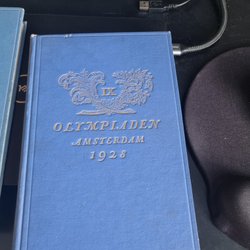 IX
OLYMPIADEN
AMSTERDAM
1928